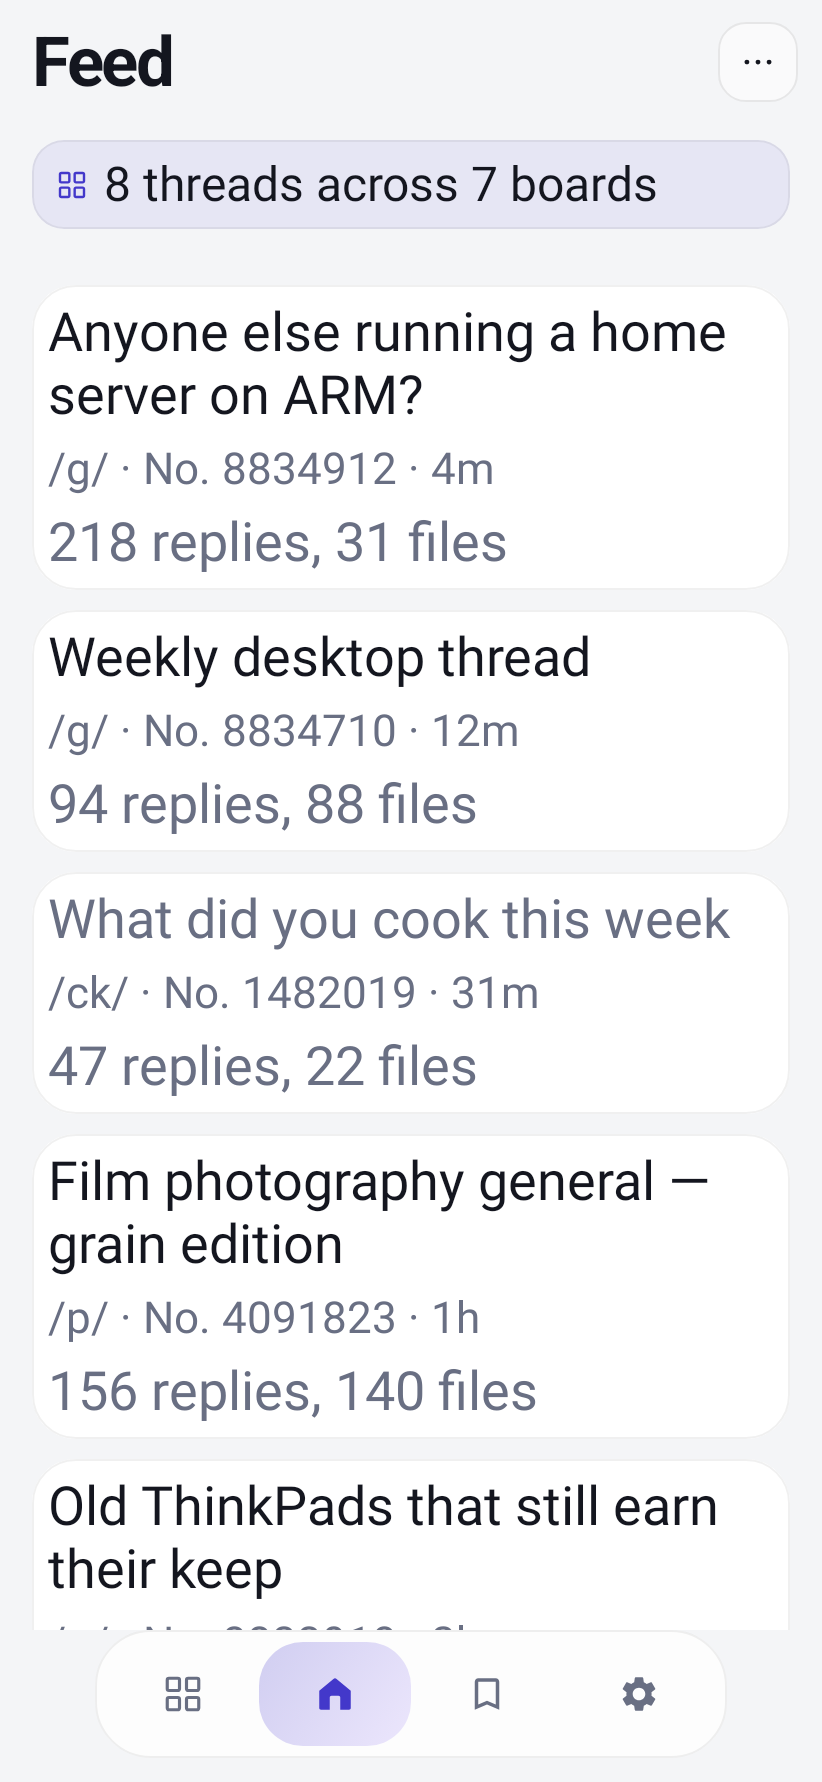 Feed
8 threads across 7 boards
Anyone else running a home
server on ARM?
/g/ · No. 8834912 · 4m
218 replies, 31 files
Weekly desktop thread
/g/ · No. 8834710 · 12m
94 replies, 88 files
What did you cook this week
/ck/ · No. 1482019 · 31m
47 replies, 22 files
Film photography general —
grain edition
/p/ · No. 4091823 · 1h
156 replies, 140 files
Old ThinkPads that still earn
their keep